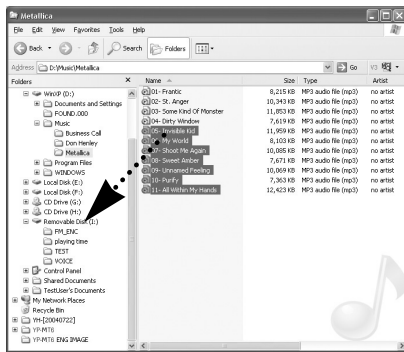 Metallica
File Edit View Favorites Tools Help
Back Search Folders
Address D:\Music\Metallica Go V3
Folders Name Size Type Artist
WinXP (D:)
Documents and Settings
FOUND.000
Music
Business Call
Don Henley
Metallica
Program Files
WINDOWS
Local Disk (E:)
Local Disk (F:)
CD Drive (G:)
CD Drive (H:)
Removable Disk (I:)
FM_ENC
playing time
TEST
VOICE
Control Panel
Shared Documents
TestUser's Documents
My Network Places
Recycle Bin
YH-[20040722]
YP-MT6
YP-MT6 ENG IMAGE
01- Frantic 8,215 KB MP3 audio file (mp3) no artist
02- St. Anger 10,343 KB MP3 audio file (mp3) no artist
03- Some Kind Of Monster 11,853 KB MP3 audio file (mp3) no artist
04- Dirty Window 7,619 KB MP3 audio file (mp3) no artist
05- Invisible Kid 11,959 KB MP3 audio file (mp3) no artist
My World 8,103 KB MP3 audio file (mp3) no artist
07- Shoot Me Again 10,085 KB MP3 audio file (mp3) no artist
08- Sweet Amber 7,671 KB MP3 audio file (mp3) no artist
09- Unnamed Feeling 10,069 KB MP3 audio file (mp3) no artist
10- Purify 7,363 KB MP3 audio file (mp3) no artist
11- All Within My Hands 12,423 KB MP3 audio file (mp3) no artist